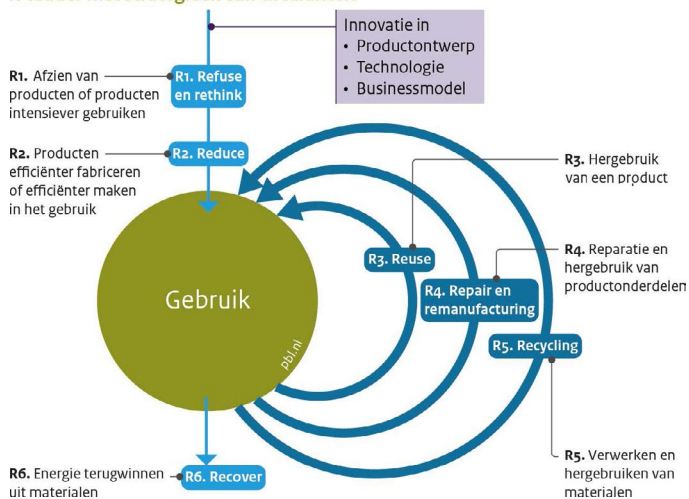 Innovatie in
• Productontwerp
• Technologie
• Businessmodel
R1. Afzien van
producten of producten
intensiever gebruiken
R1. Refuse
en rethink
R2. Producten
efficiënter fabriceren
of efficiënter maken
in het gebruik
R2. Reduce
R3. Hergebruik
van een product
R3. Reuse
R4. Reparatie en
hergebruik van
productonderdelen
R4. Repair en
remanufacturing
Gebruik
pbl.nl
R5. Recycling
R5. Verwerken en
hergebruiken van
materialen
R6. Energie terugwinnen
uit materialen
R6. Recover